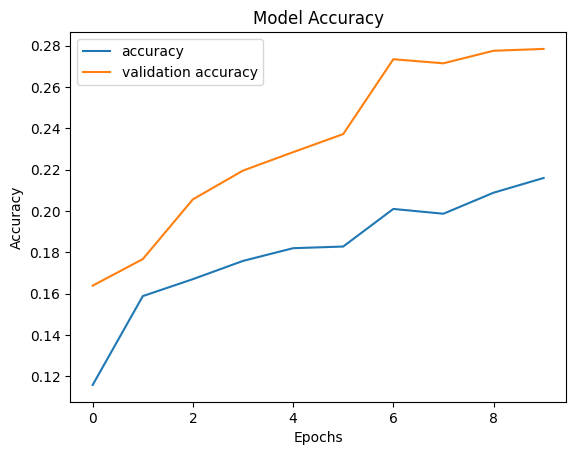 Model Accuracy
accuracy
validation accuracy
0.28
0.26
0.24
0.22
0.20
0.18
0.16
0.14
0.12
Accuracy
0 2 4 6 8
Epochs